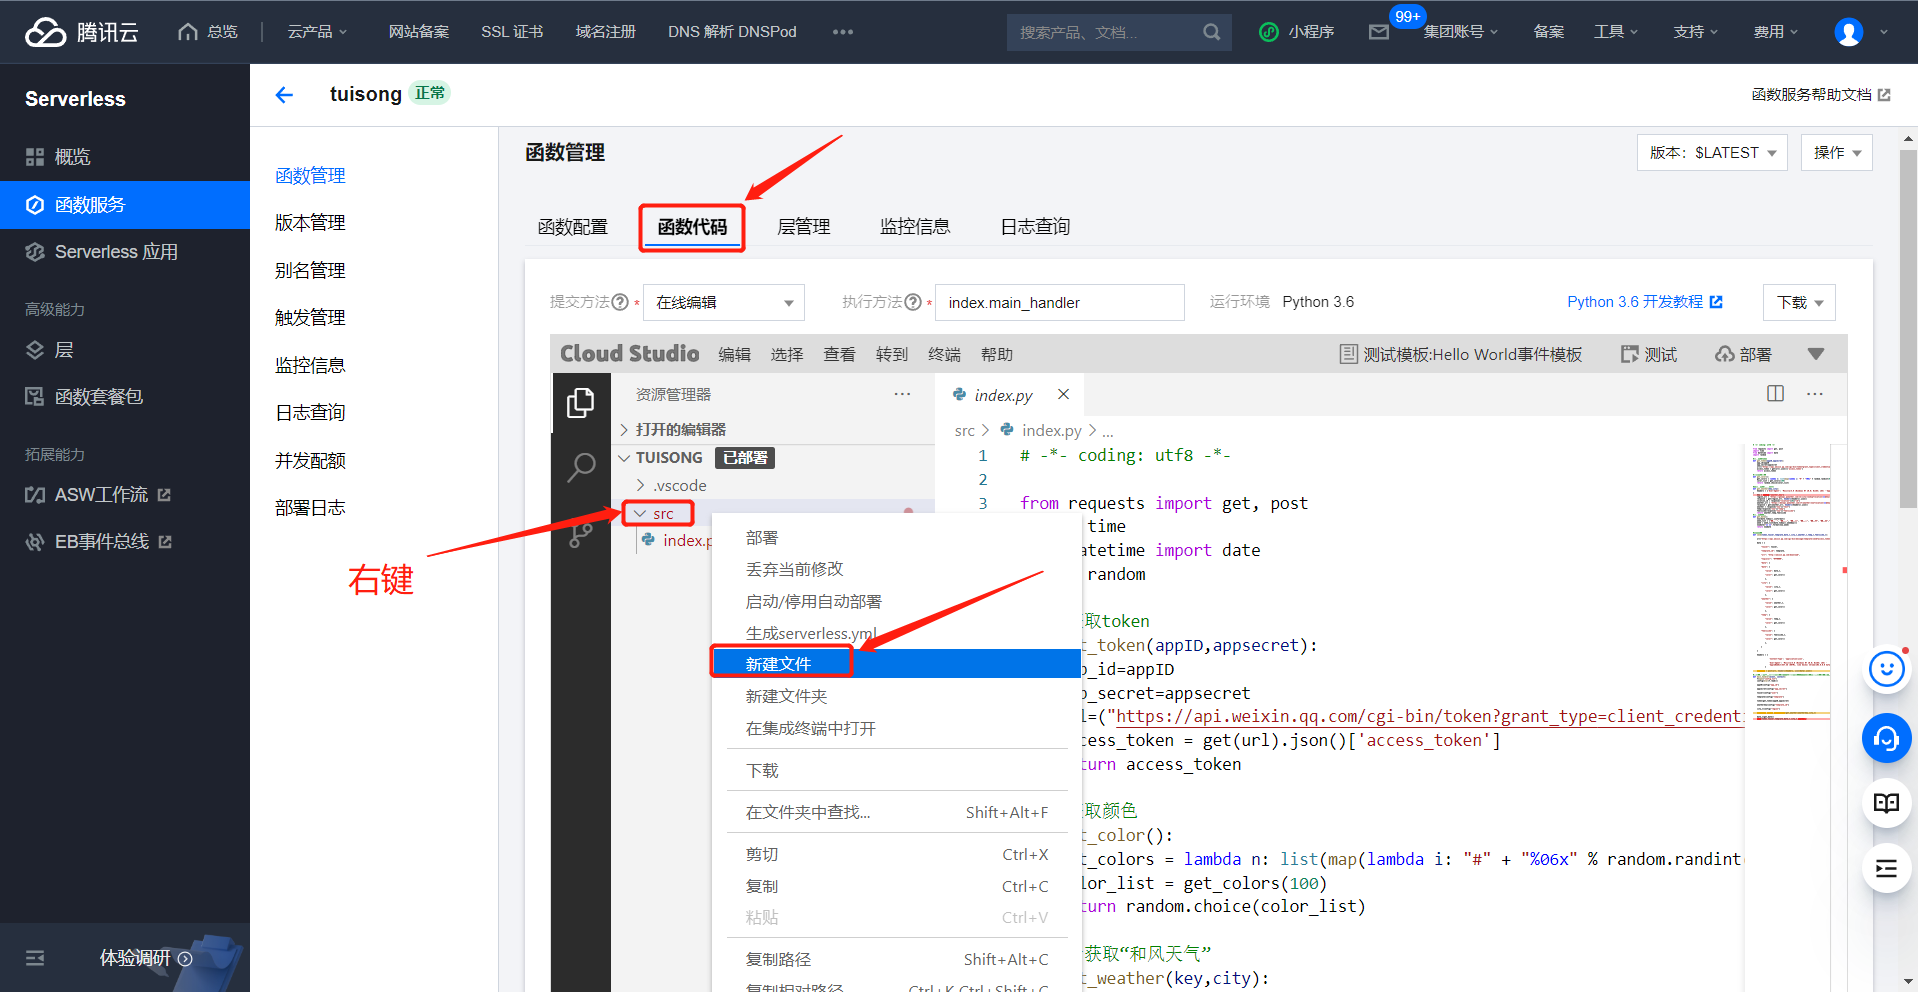 腾讯云
总览
云产品
网站备案
SSL 证书
域名注册
DNS 解析 DNSPod
搜索产品、文档...
小程序
99+
集团账号
备案
工具
支持
费用
Serverless
概览
函数服务
Serverless 应用
高级能力
层
函数套餐包
拓展能力
ASW工作流
EB事件总线
体验调研
tuisong 正常
函数服务帮助文档
函数管理
版本管理
别名管理
触发管理
监控信息
日志查询
并发配额
部署日志
函数管理
版本：$LATEST
操作
函数配置
函数代码
层管理
监控信息
日志查询
提交方法 *
在线编辑
执行方法 *
index.main_handler
运行环境 Python 3.6
Python 3.6 开发教程
下载
Cloud Studio 编辑 选择 查看 转到 终端 帮助
测试模板:Hello World事件模板
测试
部署
资源管理器
打开的编辑器
TUISONG 已部署
.vscode
src
index.p
右键
index.py
src > index.py > ...
1 # -*- coding: utf8 -*-
2
3 from requests import get, post
time
atetime import date
random
取token
t_token(appID,appsecret):
p_id=appID
p_secret=appsecret
l=("https://api.weixin.qq.com/cgi-bin/token?grant_type=client_credenti
cess_token = get(url).json()['access_token']
turn access_token
取颜色
t_color():
t_colors = lambda n: list(map(lambda i: "#" + "%06x" % random.randint
lor_list = get_colors(100)
turn random.choice(color_list)
获取“和风天气”
t_weather(key,city):
部署
丢弃当前修改
启动/停用自动部署
生成serverless.yml
新建文件
新建文件夹
在集成终端中打开
下载
在文件夹中查找... Shift+Alt+F
剪切 Ctrl+X
复制 Ctrl+C
粘贴 Ctrl+V
复制路径 Shift+Alt+C
复制相对路径 Ctrl+K Ctrl+Shift+C